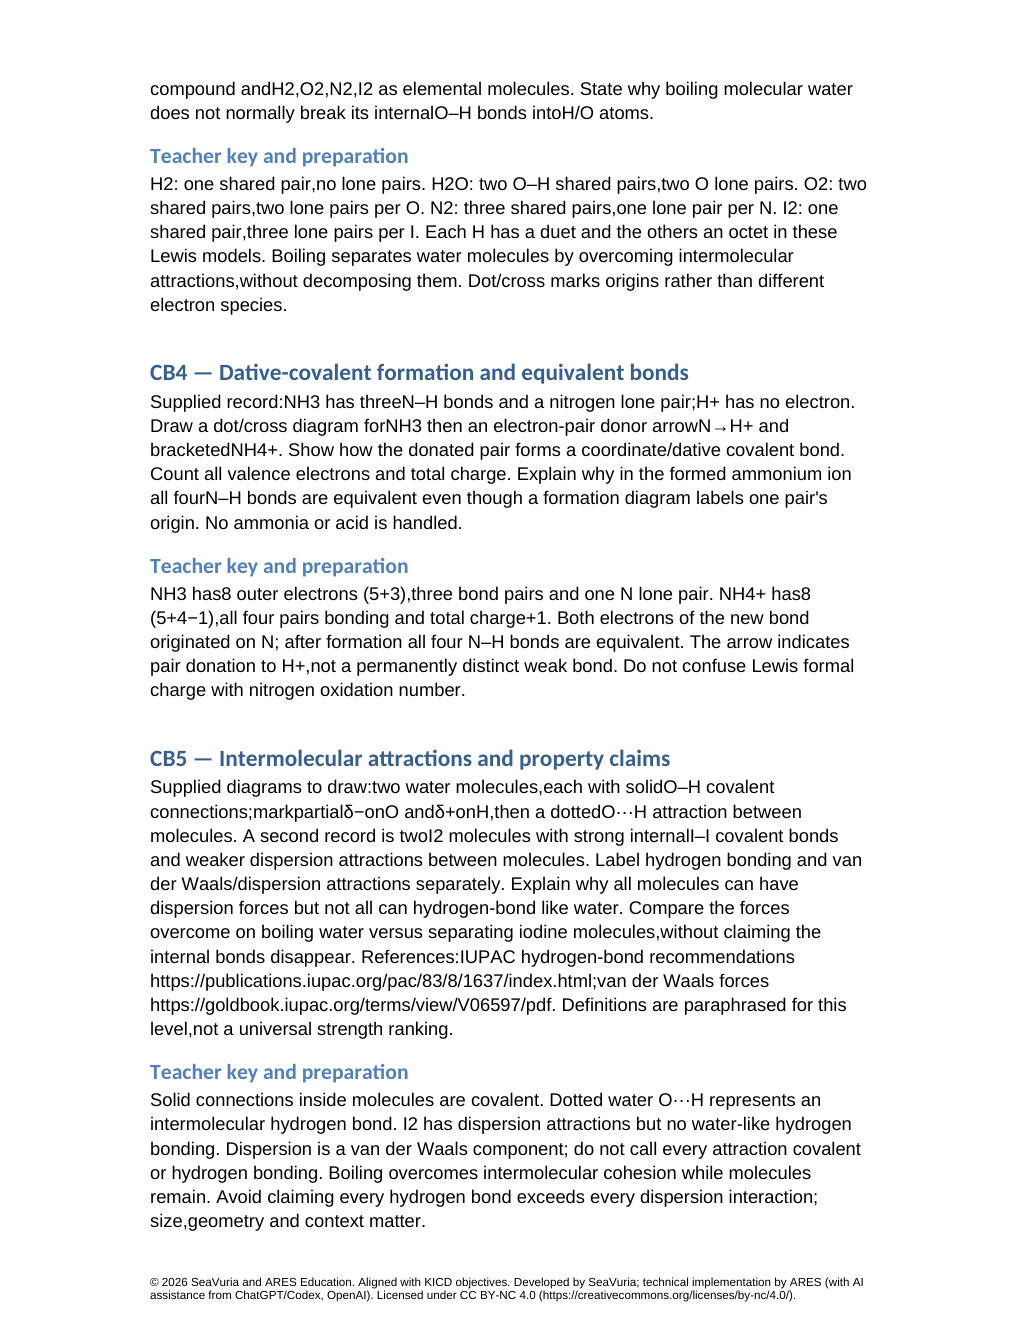 compound andH2,O2,N2,I2 as elemental molecules. State why boiling molecular water
does not normally break its internalO–H bonds intoH/O atoms.
Teacher key and preparation
H2: one shared pair,no lone pairs. H2O: two O–H shared pairs,two O lone pairs. O2: two
shared pairs,two lone pairs per O. N2: three shared pairs,one lone pair per N. I2: one
shared pair,three lone pairs per I. Each H has a duet and the others an octet in these
Lewis models. Boiling separates water molecules by overcoming intermolecular
attractions,without decomposing them. Dot/cross marks origins rather than different
electron species.
CB4 — Dative-covalent formation and equivalent bonds
Supplied record:NH3 has threeN–H bonds and a nitrogen lone pair;H+ has no electron.
Draw a dot/cross diagram forNH3 then an electron-pair donor arrowN→H+ and
bracketedNH4+. Show how the donated pair forms a coordinate/dative covalent bond.
Count all valence electrons and total charge. Explain why in the formed ammonium ion
all fourN–H bonds are equivalent even though a formation diagram labels one pair's
origin. No ammonia or acid is handled.
Teacher key and preparation
NH3 has8 outer electrons (5+3),three bond pairs and one N lone pair. NH4+ has8
(5+4−1),all four pairs bonding and total charge+1. Both electrons of the new bond
originated on N; after formation all four N–H bonds are equivalent. The arrow indicates
pair donation to H+,not a permanently distinct weak bond. Do not confuse Lewis formal
charge with nitrogen oxidation number.
CB5 — Intermolecular attractions and property claims
Supplied diagrams to draw:two water molecules,each with solidO–H covalent
connections;markpartialδ−onO andδ+onH,then a dottedO⋯H attraction between
molecules. A second record is twoI2 molecules with strong internalI–I covalent bonds
and weaker dispersion attractions between molecules. Label hydrogen bonding and van
der Waals/dispersion attractions separately. Explain why all molecules can have
dispersion forces but not all can hydrogen-bond like water. Compare the forces
overcome on boiling water versus separating iodine molecules,without claiming the
internal bonds disappear. References:IUPAC hydrogen-bond recommendations
https://publications.iupac.org/pac/83/8/1637/index.html;van der Waals forces
https://goldbook.iupac.org/terms/view/V06597/pdf. Definitions are paraphrased for this
level,not a universal strength ranking.
Teacher key and preparation
Solid connections inside molecules are covalent. Dotted water O⋯H represents an
intermolecular hydrogen bond. I2 has dispersion attractions but no water-like hydrogen
bonding. Dispersion is a van der Waals component; do not call every attraction covalent
or hydrogen bonding. Boiling overcomes intermolecular cohesion while molecules
remain. Avoid claiming every hydrogen bond exceeds every dispersion interaction;
size,geometry and context matter.
© 2026 SeaVuria and ARES Education. Aligned with KICD objectives. Developed by SeaVuria; technical implementation by ARES (with AI
assistance from ChatGPT/Codex, OpenAI). Licensed under CC BY-NC 4.0 (https://creativecommons.org/licenses/by-nc/4.0/).